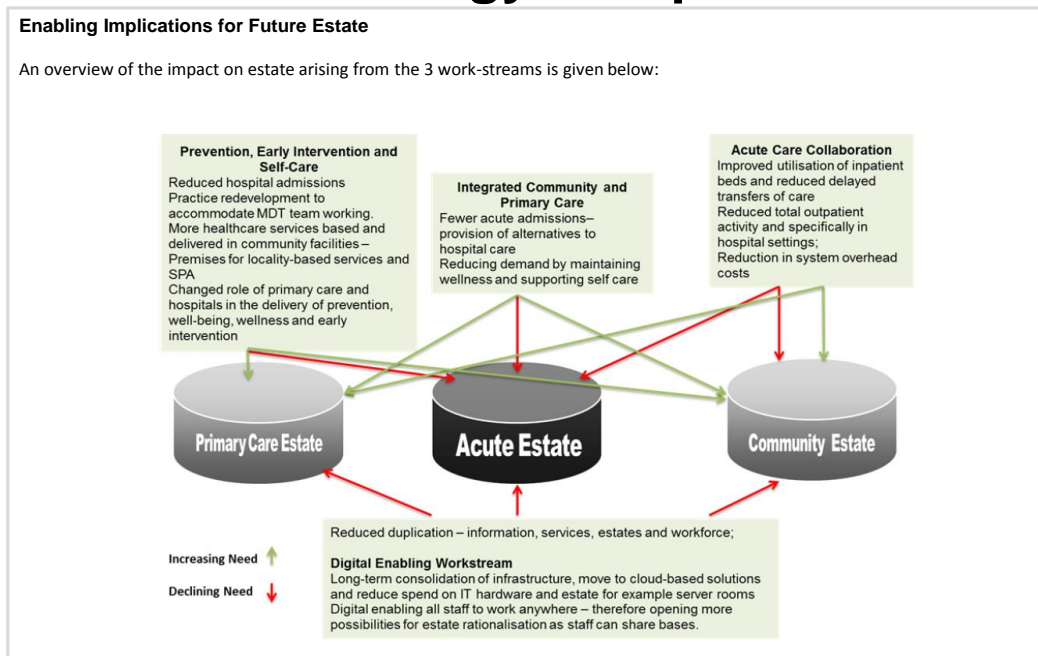 Enabling Implications for Future Estate
An overview of the impact on estate arising from the 3 work-streams is given below:
Prevention, Early Intervention and
Self-Care
Reduced hospital admissions
Practice redevelopment to
accommodate MDT team working.
More healthcare services based and
delivered in community facilities –
Premises for locality-based services and
SPA
Changed role of primary care and
hospitals in the delivery of prevention,
well-being, wellness and early
intervention
Integrated Community and
Primary Care
Fewer acute admissions–
provision of alternatives to
hospital care
Reducing demand by maintaining
wellness and supporting self care
Acute Care Collaboration
Improved utilisation of inpatient
beds and reduced delayed
transfers of care
Reduced total outpatient
activity and specifically in
hospital settings;
Reduction in system overhead
costs
Primary Care Estate
Acute Estate
Community Estate
Increasing Need
Declining Need
Reduced duplication – information, services, estates and workforce;
Digital Enabling Workstream
Long-term consolidation of infrastructure, move to cloud-based solutions
and reduce spend on IT hardware and estate for example server rooms
Digital enabling all staff to work anywhere – therefore opening more
possibilities for estate rationalisation as staff can share bases.